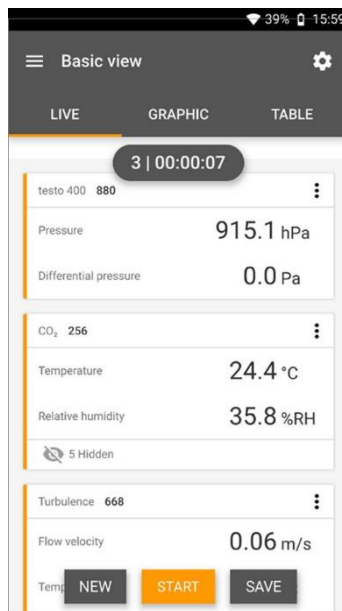 39% 15:59
Basic view
LIVE GRAPHIC TABLE
3 | 00:00:07
testo 400 880
Pressure 915.1 hPa
Differential pressure 0.0 Pa
CO₂ 256
Temperature 24.4 °C
Relative humidity 35.8 %RH
5 Hidden
Turbulence 668
Flow velocity 0.06 m/s
NEW START SAVE